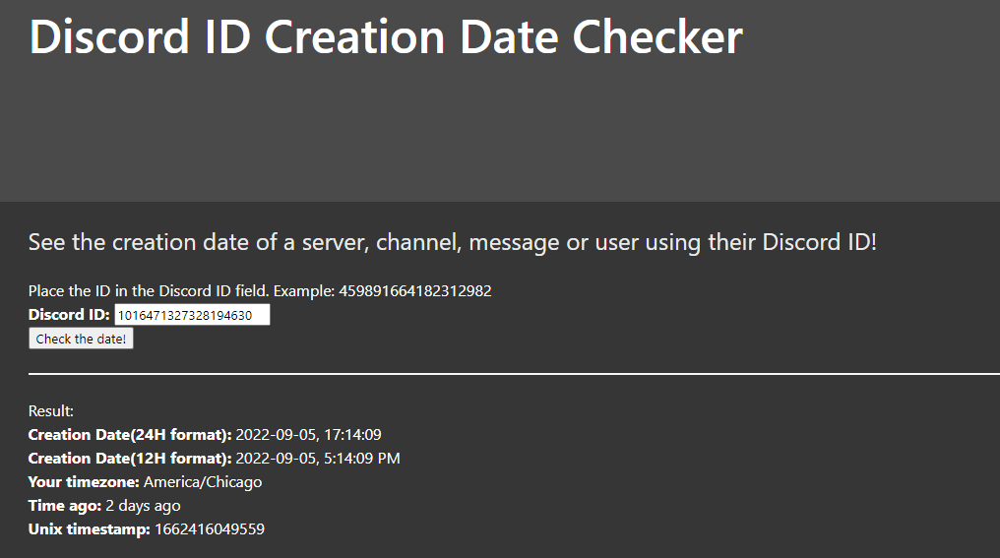 Discord ID Creation Date Checker
See the creation date of a server, channel, message or user using their Discord ID!
Place the ID in the Discord ID field. Example: 459891664182312982
Discord ID: 1016471327328194630
Check the date!
Result:
Creation Date(24H format): 2022-09-05, 17:14:09
Creation Date(12H format): 2022-09-05, 5:14:09 PM
Your timezone: America/Chicago
Time ago: 2 days ago
Unix timestamp: 1662416049559